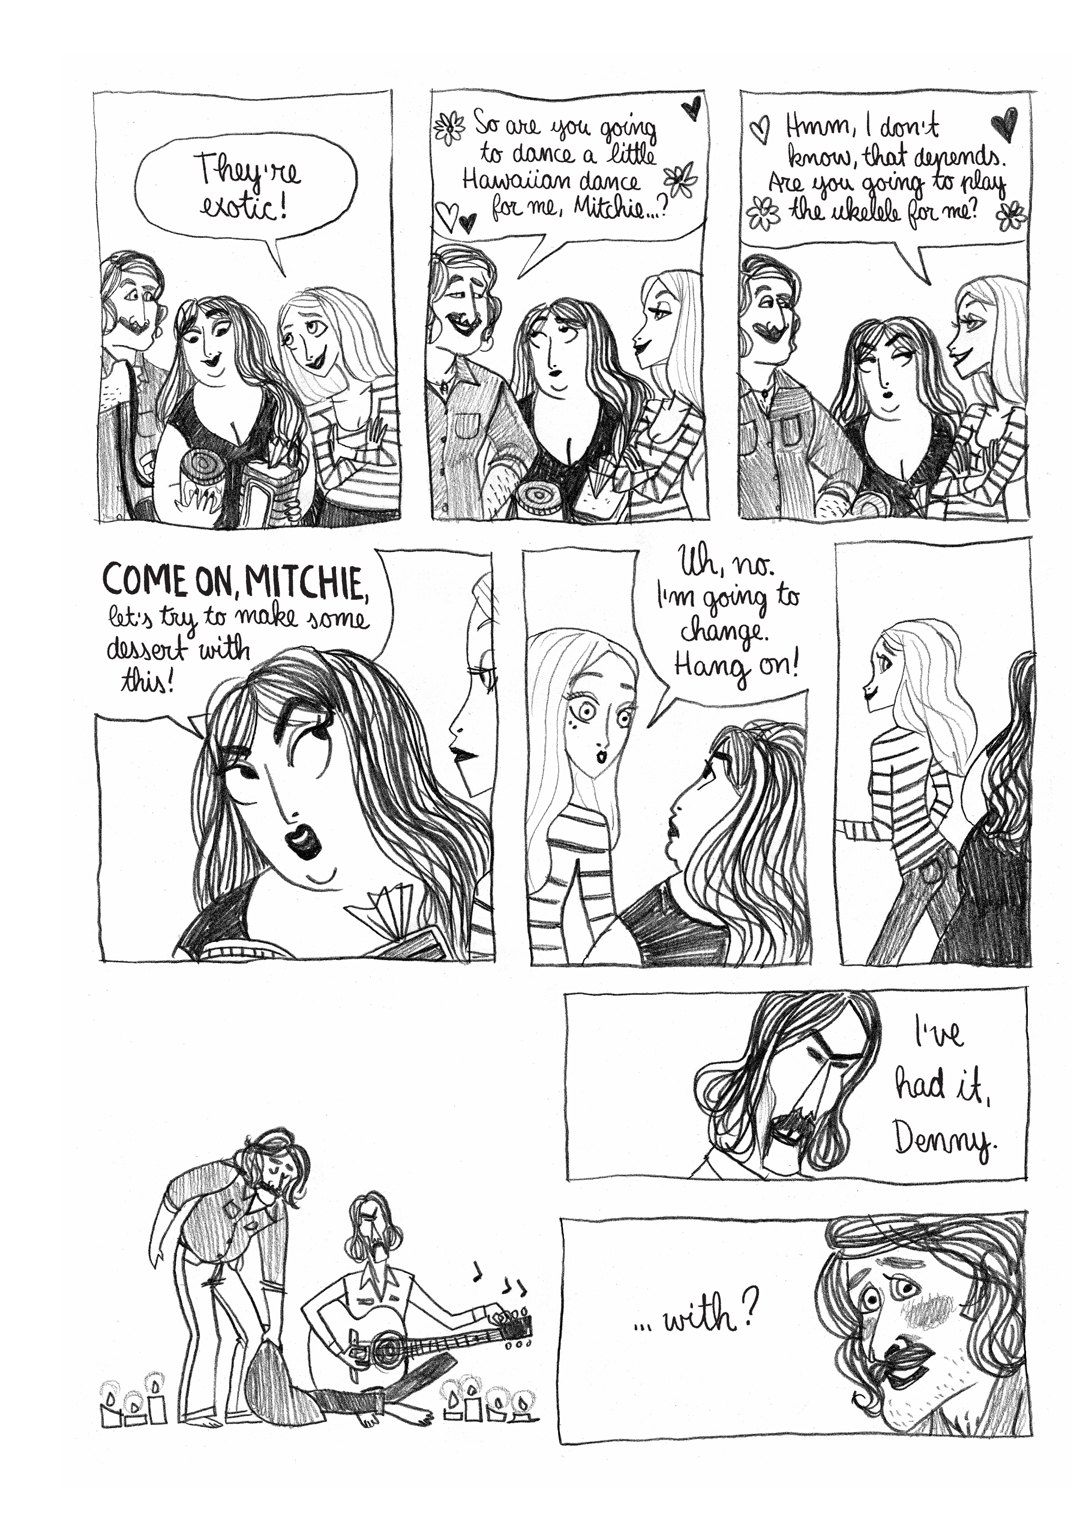 They're
exotic!
So are you going
to dance a little
Hawaiian dance
for me, Mitchie...?
Hmm, I don't
know, that depends.
Are you going to play
the ukelele for me?
COME ON, MITCHIE,
let's try to make some
dessert with
this!
Uh, no.
I'm going to
change.
Hang on!
I've
had it,
Denny.
... with?